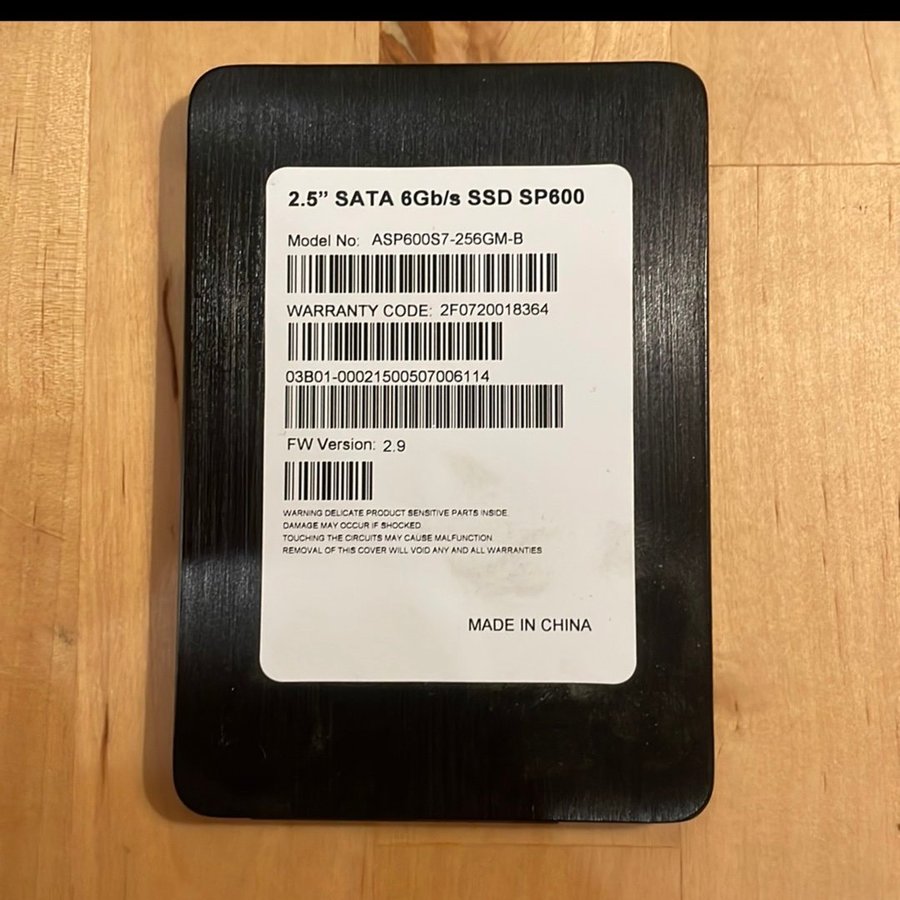 2.5” SATA 6Gb/s SSD SP600
Model No: ASP600S7-256GM-B
WARRANTY CODE: 2F0720018364
03B01-00021500507006114
FW Version: 2.9
WARNING DELICATE PRODUCT SENSITIVE PARTS INSIDE.
DAMAGE MAY OCCUR IF SHOCKED.
TOUCHING THE CIRCUITS MAY CAUSE MALFUNCTION.
REMOVAL OF THIS COVER WILL VOID ANY AND ALL WARRANTIES
MADE IN CHINA